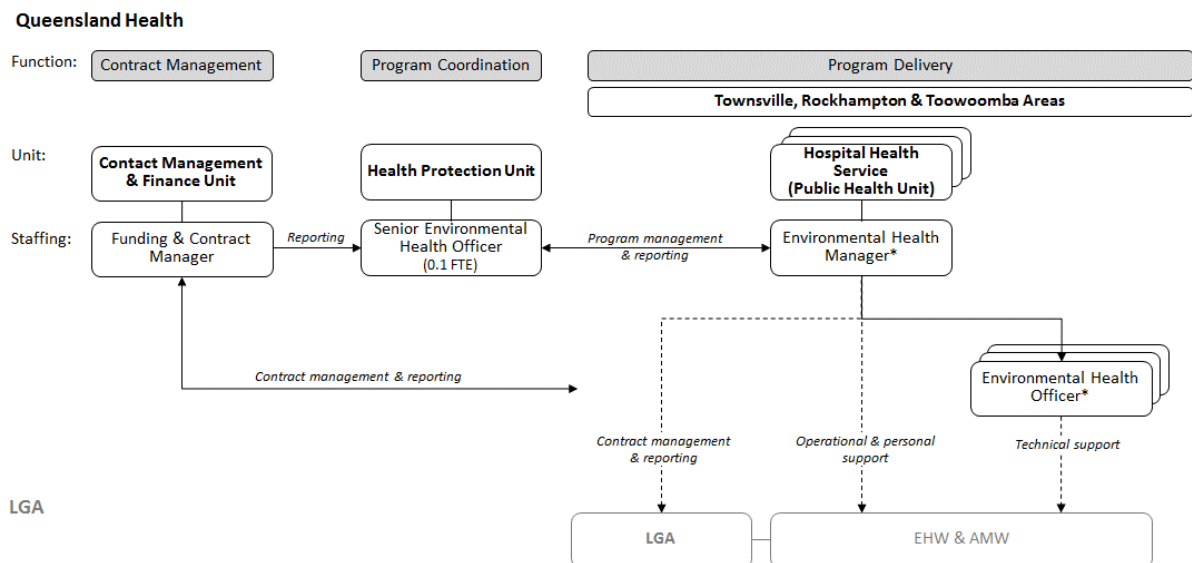 Queensland Health
Function:
Contract Management
Program Coordination
Program Delivery
Townsville, Rockhampton & Toowoomba Areas
Unit:
Contact Management
& Finance Unit
Health Protection Unit
Hospital Health
Service
(Public Health Unit)
Staffing:
Funding & Contract
Manager
Reporting
Senior Environmental
Health Officer
(0.1 FTE)
Program management
& reporting
Environmental Health
Manager*
Contract management & reporting
Environmental Health
Officer*
Contract management
& reporting
Operational & personal
support
Technical support
LGA
LGA
EHW & AMW